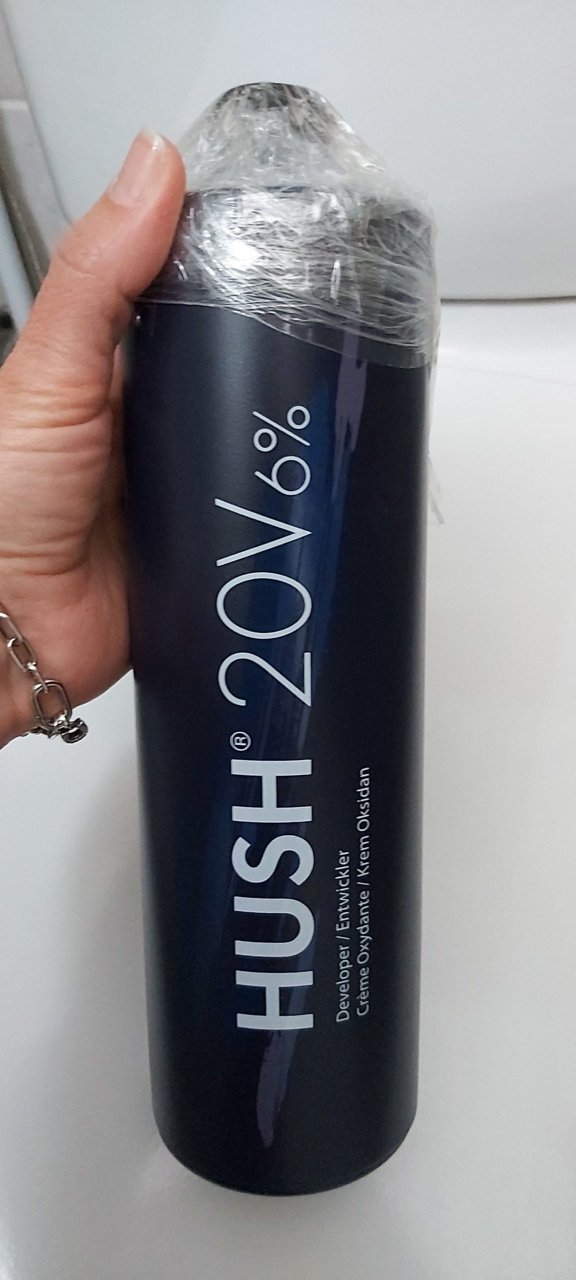 HUSH® 20V 6%
Developer / Entwickler
Crème Oxydante / Krem Oksidan